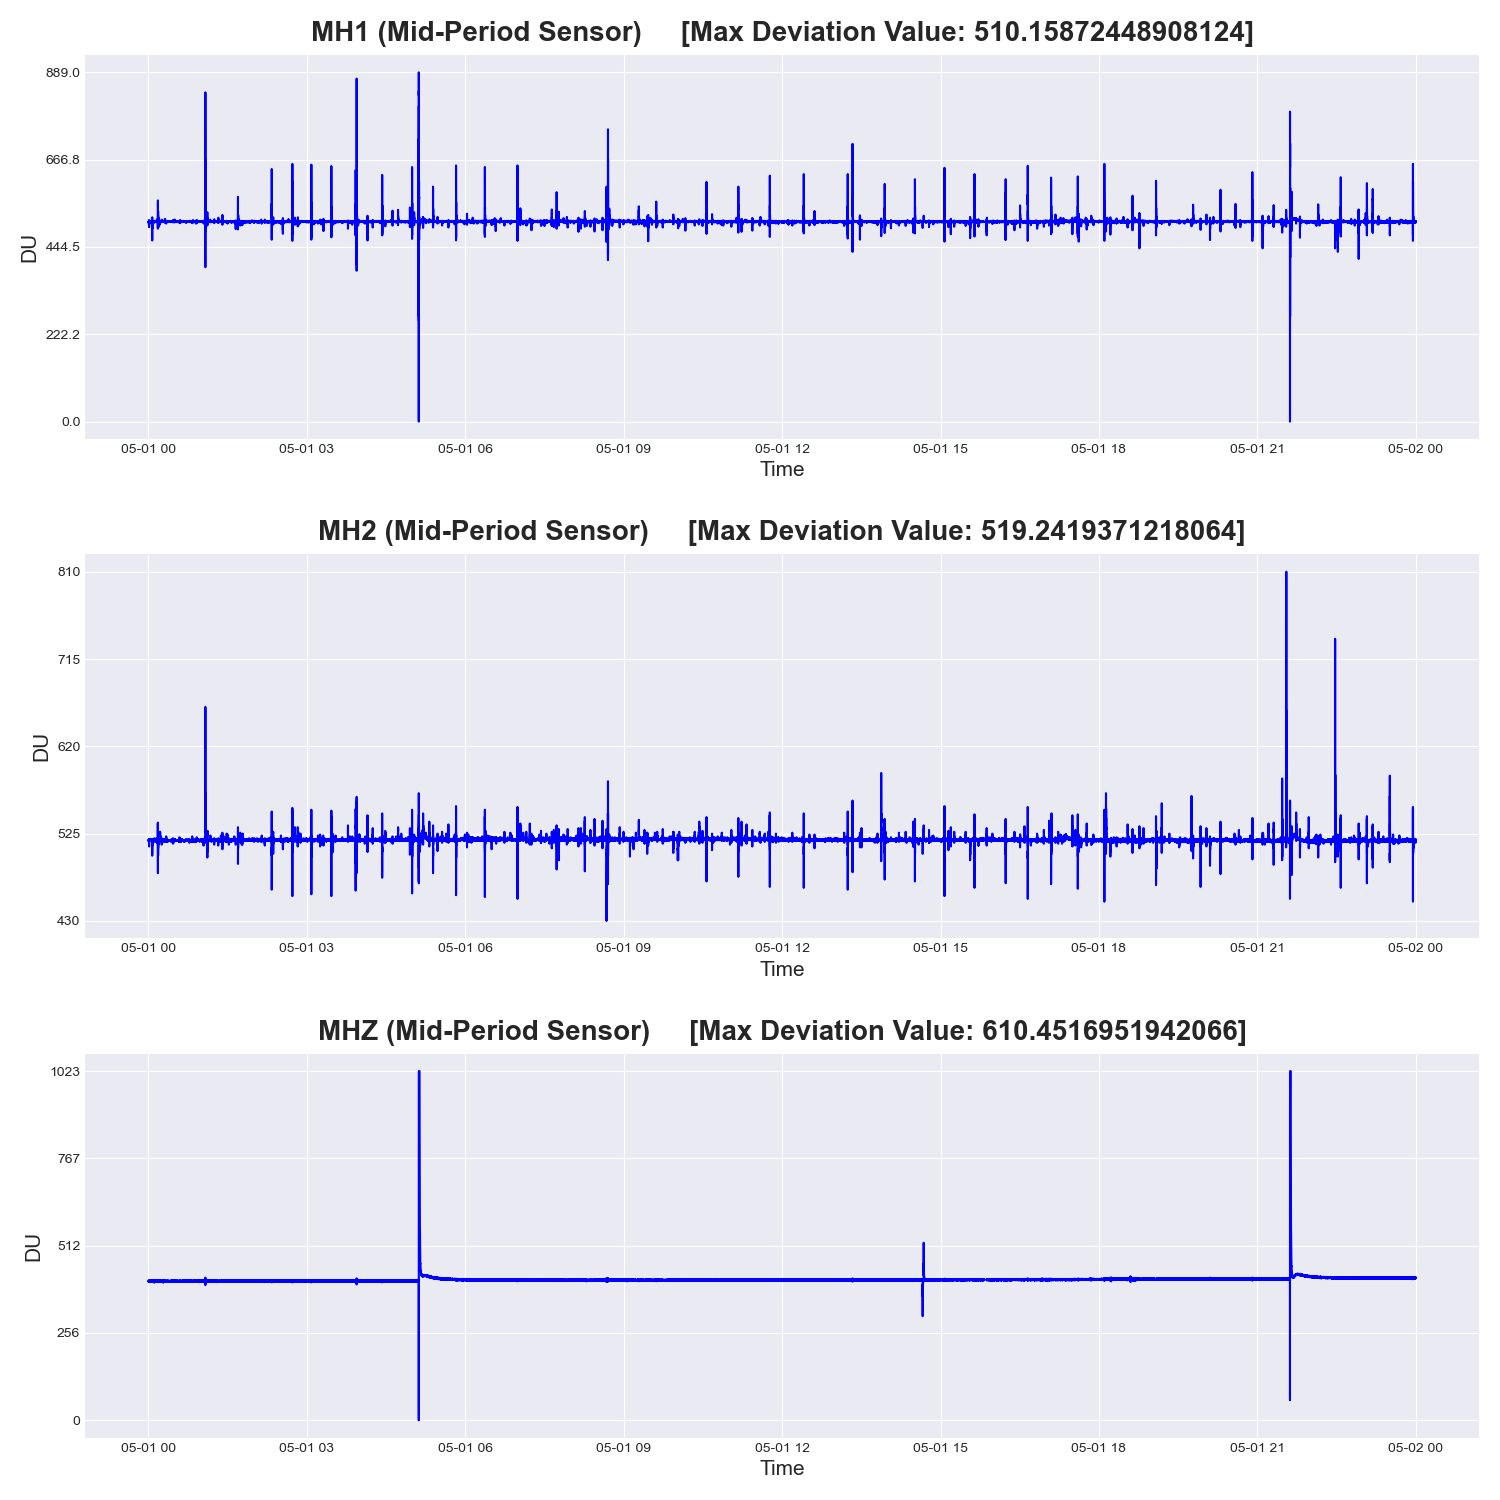 MH1 (Mid-Period Sensor) [Max Deviation Value: 510.15872448908124]
889.0
666.8
444.5
222.2
0.0
DU
05-01 00 05-01 03 05-01 06 05-01 09 05-01 12 05-01 15 05-01 18 05-01 21 05-02 00
Time
MH2 (Mid-Period Sensor) [Max Deviation Value: 519.2419371218064]
810
715
620
525
430
DU
05-01 00 05-01 03 05-01 06 05-01 09 05-01 12 05-01 15 05-01 18 05-01 21 05-02 00
Time
MHZ (Mid-Period Sensor) [Max Deviation Value: 610.4516951942066]
1023
767
512
256
0
DU
05-01 00 05-01 03 05-01 06 05-01 09 05-01 12 05-01 15 05-01 18 05-01 21 05-02 00
Time